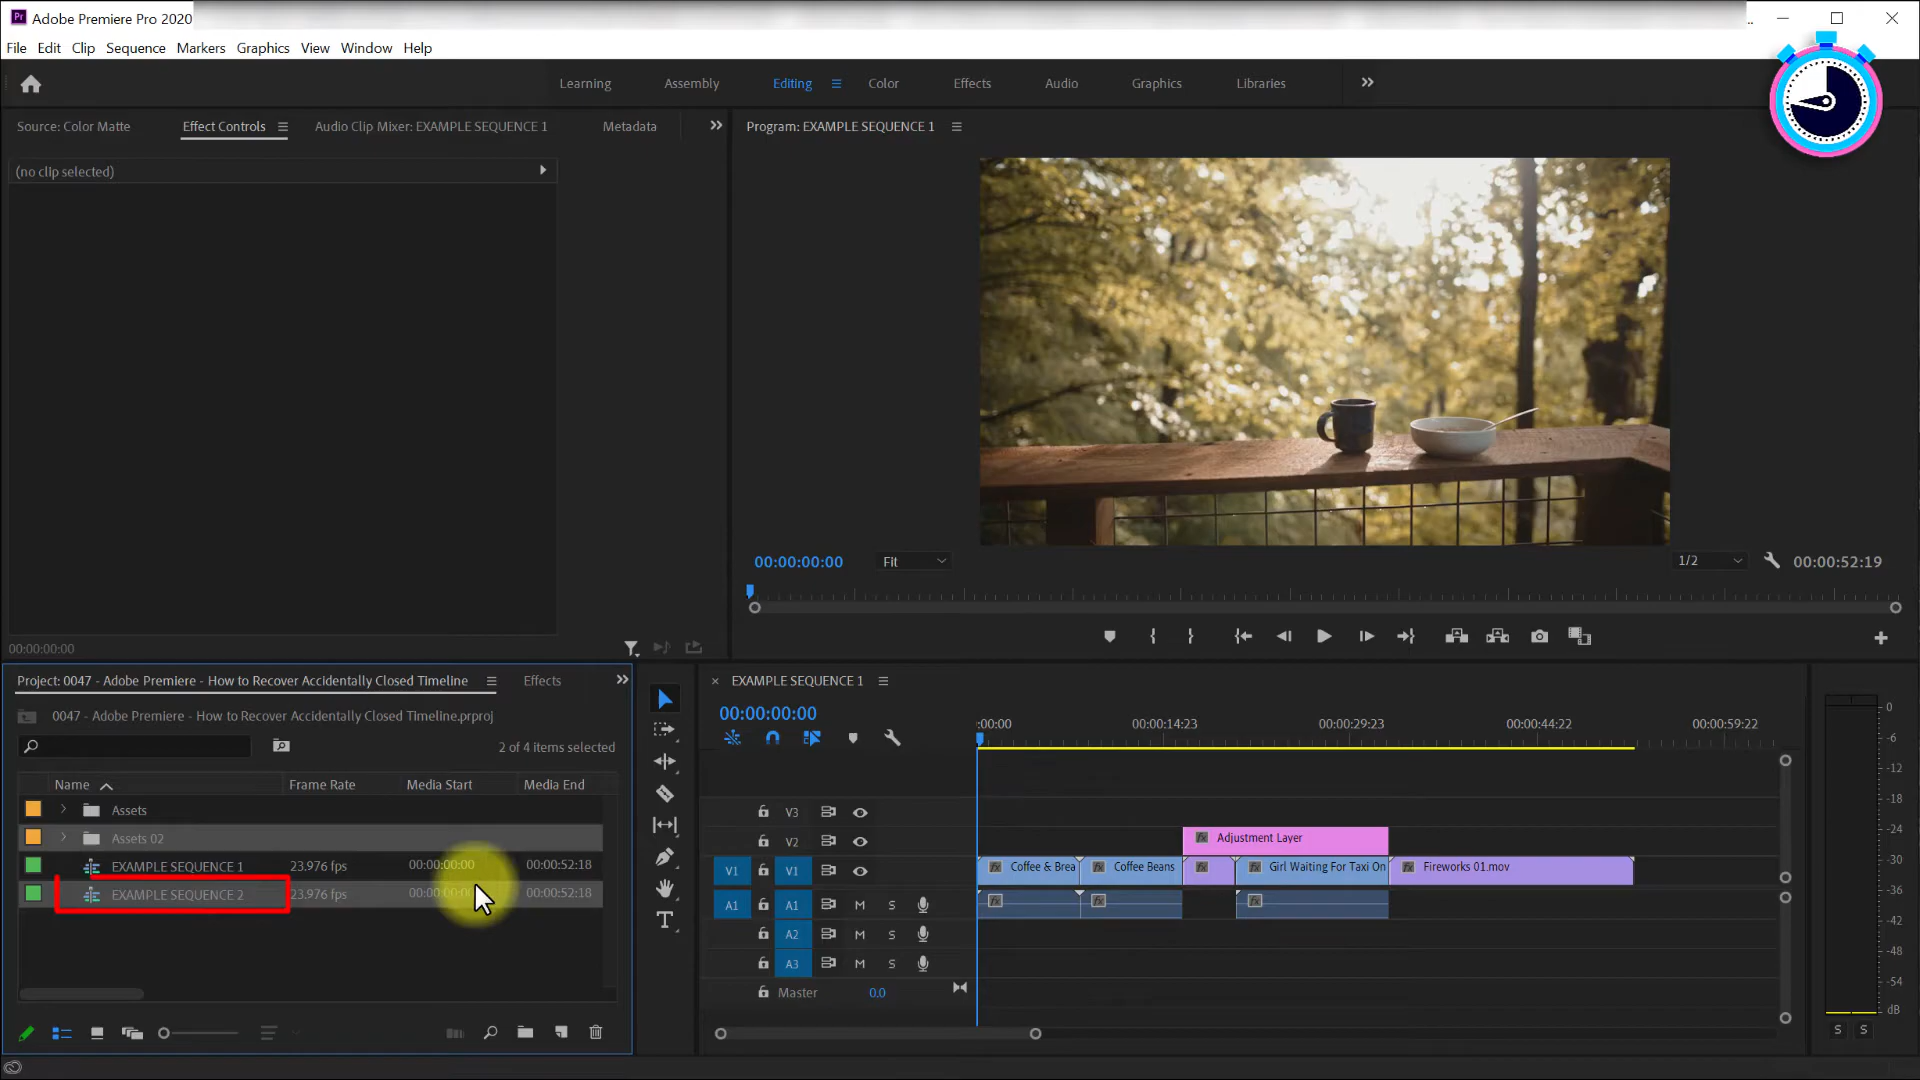 Adobe Premiere Pro 2020
File Edit Clip Sequence Markers Graphics View Window Help
Learning Assembly Editing Color Effects Audio Graphics Libraries
Source: Color Matte Effect Controls Audio Clip Mixer: EXAMPLE SEQUENCE 1 Metadata
Program: EXAMPLE SEQUENCE 1
(no clip selected)
00:00:00:00 Fit 1/2 00:00:52:19
00:00:00:00
Project: 0047 - Adobe Premiere - How to Recover Accidentally Closed Timeline Effects
0047 - Adobe Premiere - How to Recover Accidentally Closed TImeline.prproj
2 of 4 items selected
Name Frame Rate Media Start Media End
Assets
Assets 02
EXAMPLE SEQUENCE 1 23.976 fps 00:00:00:00 00:00:52:18
EXAMPLE SEQUENCE 2 23.976 fps 00:00:52:18
× EXAMPLE SEQUENCE 1
00:00:00:00
:00:00 00:00:14:23 00:00:29:23 00:00:44:22 00:00:59:22
V3
V2 fx Adjustment Layer
V1 V1 fx Coffee & Brea fx Coffee Beans fx fx Girl Waiting For Taxi On fx Fireworks 01.mov
A1 A1 M S fx fx fx
A2 M S
A3 M S
Master 0.0
0
-6
-12
-18
-24
-30
-36
-42
-48
-54
dB
S S